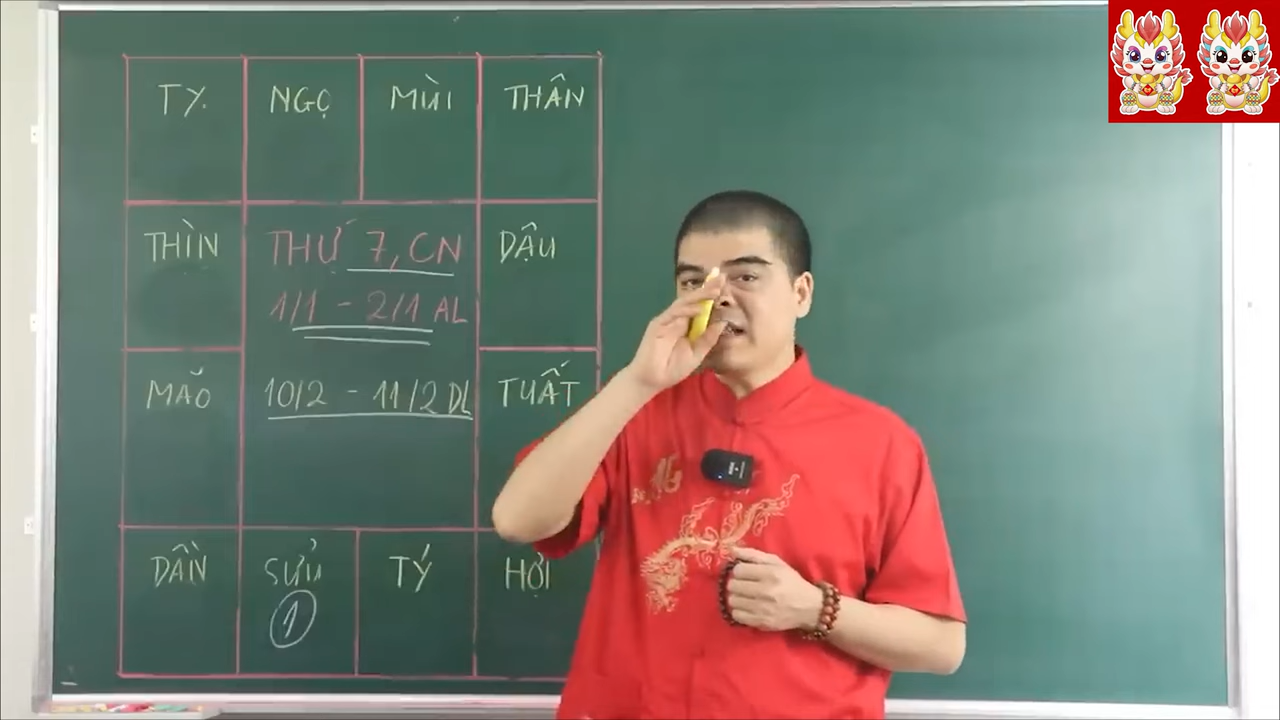 TỴ NGỌ MÙI THÂN
THÌN THỨ 7, CN DẬU
1/1 - 2/1 AL
MÃO 10/2 - 11/2 DL TUẤT
DẦN SỬU TÝ HỢI
1